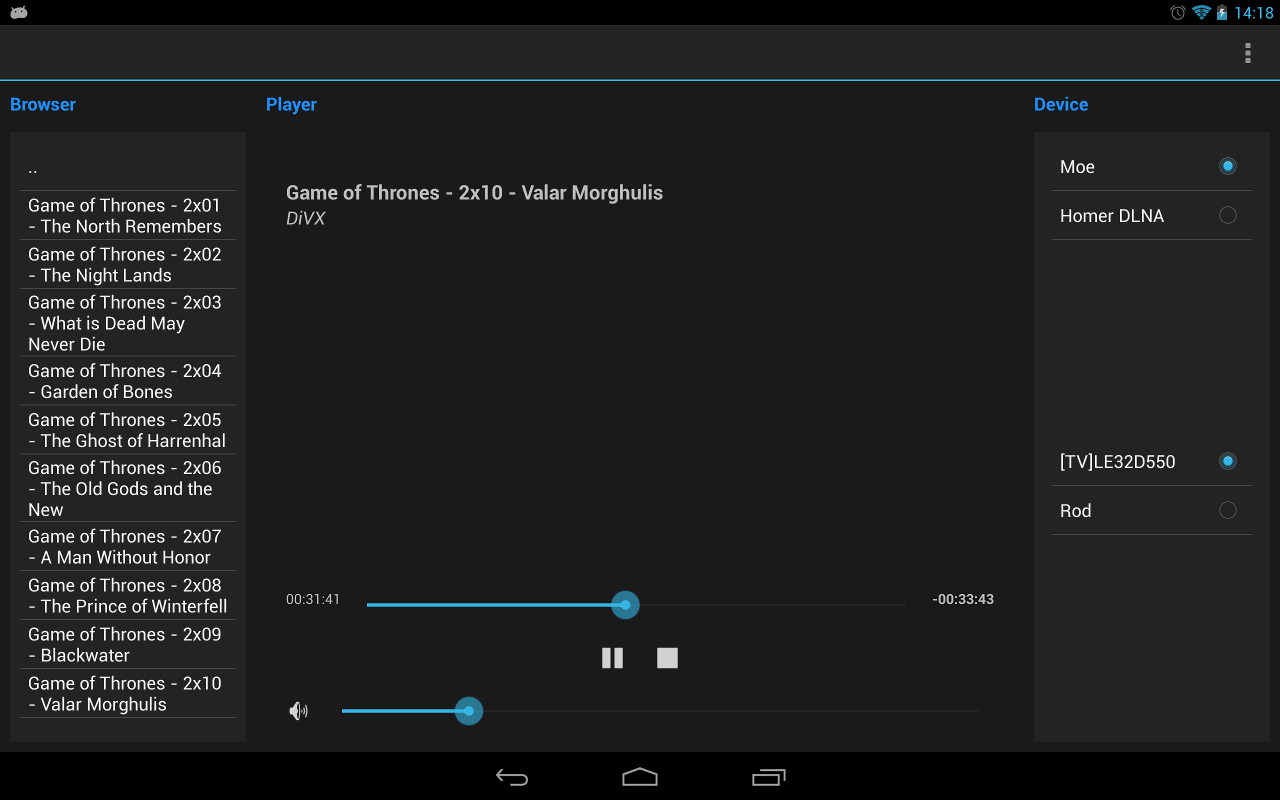 14:18
Browser
Player
Device
..
Game of Thrones - 2x01
- The North Remembers
Game of Thrones - 2x02
- The Night Lands
Game of Thrones - 2x03
- What is Dead May
Never Die
Game of Thrones - 2x04
- Garden of Bones
Game of Thrones - 2x05
- The Ghost of Harrenhal
Game of Thrones - 2x06
- The Old Gods and the
New
Game of Thrones - 2x07
- A Man Without Honor
Game of Thrones - 2x08
- The Prince of Winterfell
Game of Thrones - 2x09
- Blackwater
Game of Thrones - 2x10
- Valar Morghulis
Game of Thrones - 2x10 - Valar Morghulis
DiVX
00:31:41
-00:33:43
Moe
Homer DLNA
[TV]LE32D550
Rod